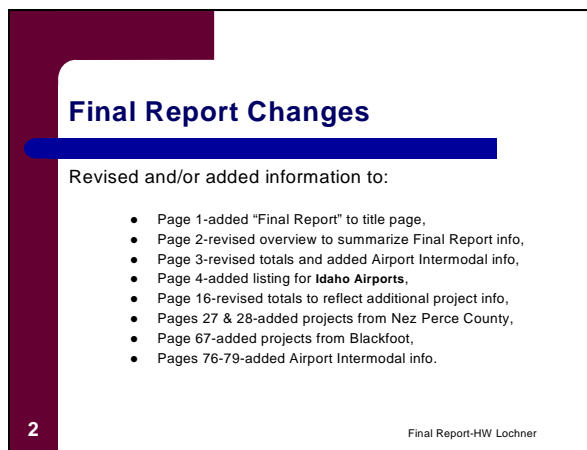 Final Report Changes
Revised and/or added information to:
● Page 1-added “Final Report” to title page,
● Page 2-revised overview to summarize Final Report info,
● Page 3-revised totals and added Airport Intermodal info,
● Page 4-added listing for Idaho Airports,
● Page 16-revised totals to reflect additional project info,
● Pages 27 & 28-added projects from Nez Perce County,
● Page 67-added projects from Blackfoot,
● Pages 76-79-added Airport Intermodal info.
2
Final Report-HW Lochner